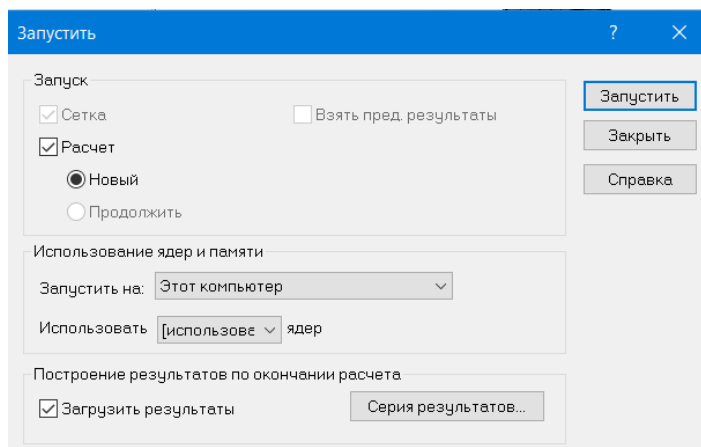 Запустить
Запуск
Запустить
Сетка Взять пред. результаты
Закрыть
Расчет
Новый
Справка
Продолжить
Использование ядер и памяти
Запустить на: Этот компьютер
Использовать [использове ядер
Построение результатов по окончании расчета
Загрузить результаты Серия результатов...